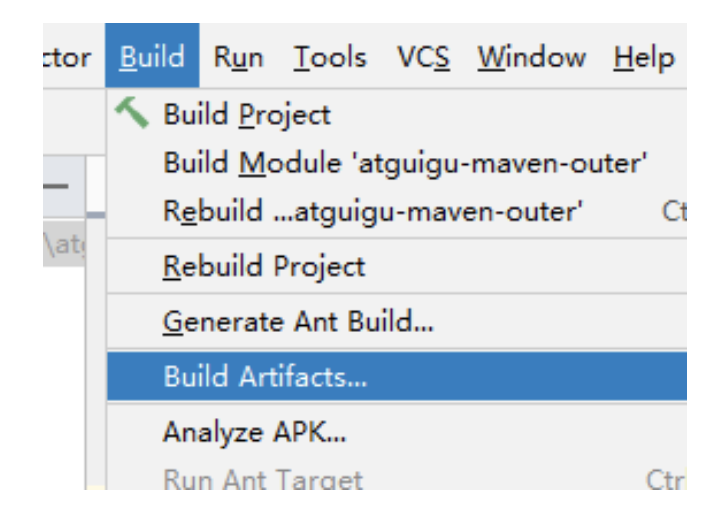 ctor Build Run Tools VCS Window Help
Build Project
Build Module 'atguigu-maven-outer'
Rebuild ...atguigu-maven-outer' Ct
\atg
Rebuild Project
Generate Ant Build...
Build Artifacts...
Analyze APK...
Run Ant Target Ctr